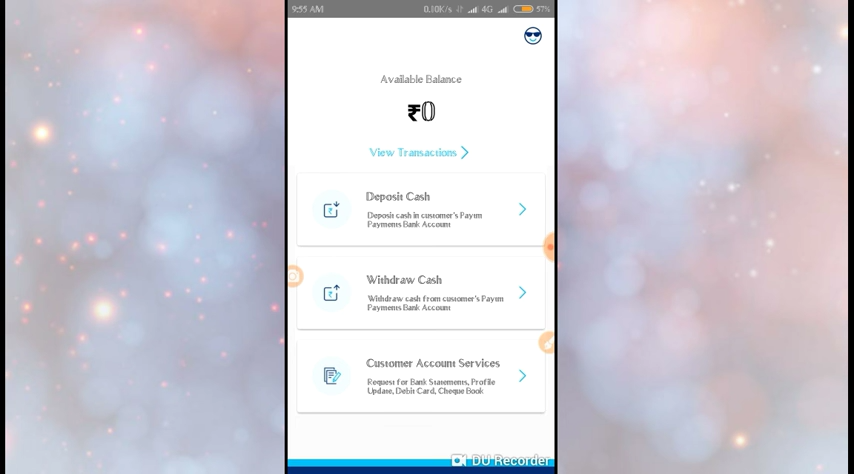 9:55 AM 0.10K/s 4G 57%
Available Balance
₹0
View Transactions
Deposit Cash
Deposit cash in customer's Paytm
Payments Bank Account
Withdraw Cash
Withdraw cash from customer's Paytm
Payments Bank Account
Customer Account Services
Request for Bank Statements, Profile
Update, Debit Card, Cheque Book
DU Recorder